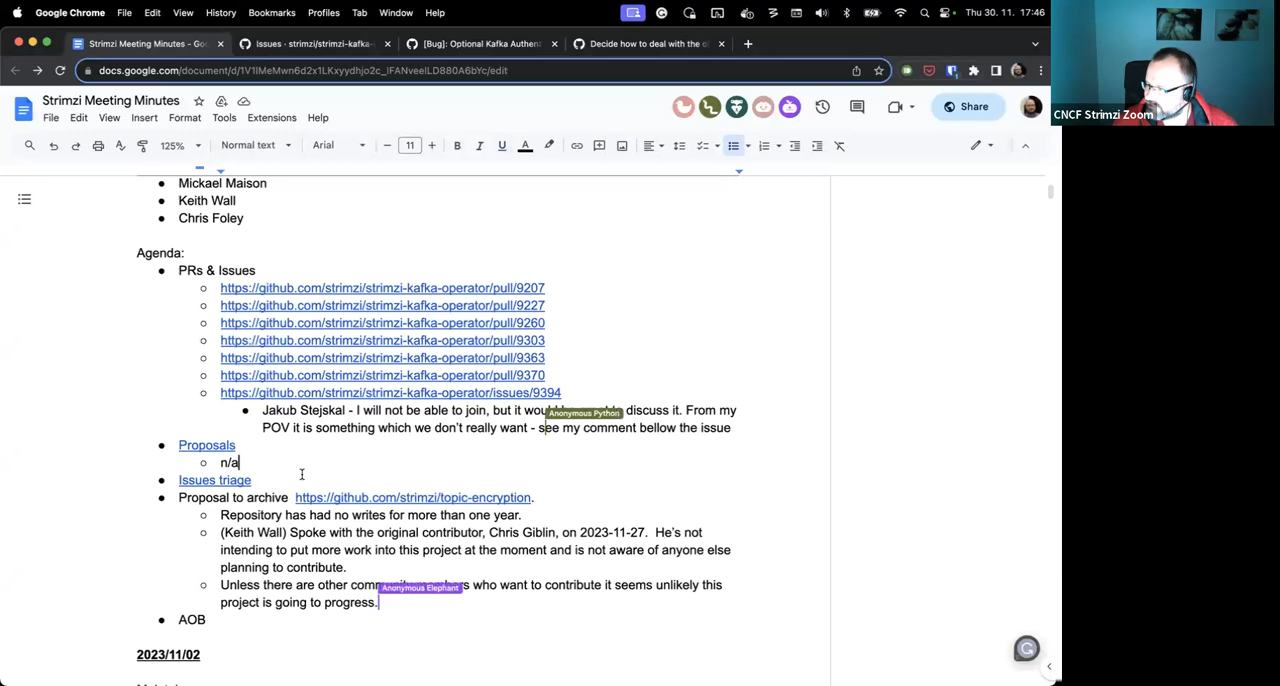 Google Chrome File Edit View History Bookmarks Profiles Tab Window Help Thu 30. 11. 17:46
Strimzi Meeting Minutes - Goo Issues · strimzi/strimzi-kafka- [Bug]: Optional Kafka Authen Decide how to deal with the o
docs.google.com/document/d/1V1lMeMwn6d2x1LKxyydhjo2c_lFANveelLD880A6bYc/edit
Strimzi Meeting Minutes
File Edit View Insert Format Tools Extensions Help
Share
CNCF Strimzi Zoom
125% Normal text Arial 11
Mickael Maison
Keith Wall
Chris Foley
Agenda:
PRs & Issues
https://github.com/strimzi/strimzi-kafka-operator/pull/9207
https://github.com/strimzi/strimzi-kafka-operator/pull/9227
https://github.com/strimzi/strimzi-kafka-operator/pull/9260
https://github.com/strimzi/strimzi-kafka-operator/pull/9303
https://github.com/strimzi/strimzi-kafka-operator/pull/9363
https://github.com/strimzi/strimzi-kafka-operator/pull/9370
https://github.com/strimzi/strimzi-kafka-operator/issues/9394
Jakub Stejskal - I will not be able to join, but it discuss it. From my
Anonymous Python
POV it is something which we don't really want - see my comment bellow the issue
Proposals
n/a
Issues triage
Proposal to archive https://github.com/strimzi/topic-encryption.
Repository has had no writes for more than one year.
(Keith Wall) Spoke with the original contributor, Chris Giblin, on 2023-11-27. He's not
intending to put more work into this project at the moment and is not aware of anyone else
planning to contribute.
Unless there are other community members who want to contribute it seems unlikely this
Anonymous Elephant
project is going to progress.
AOB
2023/11/02